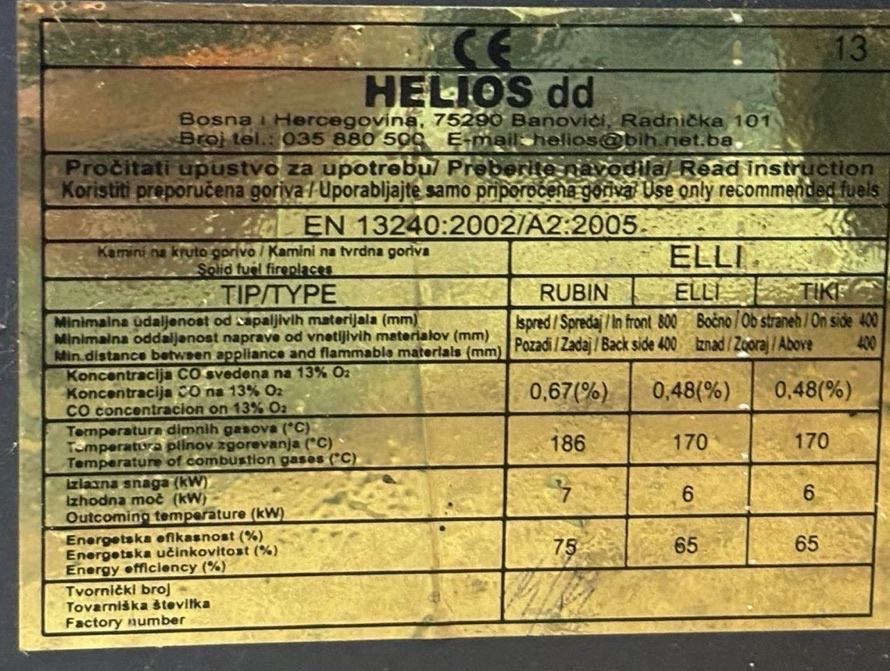 CE 13
HELIOS dd
Bosna i Hercegovina, 75290 Banovići, Radnička 101
Broj tel.: 035 880 500 E-mail: helios@bih.net.ba
Pročitati upustvo za upotrebu/ Preberite navodila/ Read instruction
Koristiti preporučena goriva / Uporabljajte samo priporočena goriva/ Use only recommended fuels
EN 13240:2002/A2:2005
Kamini na kruto gorivo / Kamini na tvrdna goriva
Solid fuel fireplaces
ELLI
TIP/TYPE RUBIN ELLI TIKI
Minimalna udaljenost od zapaljivih materijala (mm)
Minimalna oddaljenost naprave od vnetljivih materialov (mm)
Min.distance between appliance and flammable materials (mm)
Ispred / Spredaj / In front 800 Bočno / Ob straneh / On side 400
Pozadi / Zadaj / Back side 400 Iznad / Zgoraj / Above 400
Koncentracija CO svedena na 13% O₂
Koncentracija CO na 13% O₂
CO concentracion on 13% O₂
0,67(%) 0,48(%) 0,48(%)
Temperatura dimnih gasova (°C)
Temperatura plinov zgorevanja (°C)
Temperature of combustion gases (°C)
186 170 170
Izlazna snaga (kW)
Izhodna moč (kW)
Outcoming temperature (kW)
7 6 6
Energetska efikasnost (%)
Energetska učinkovitost (%)
Energy efficiency (%)
75 65 65
Tvornički broj
Tovarniška številka
Factory number